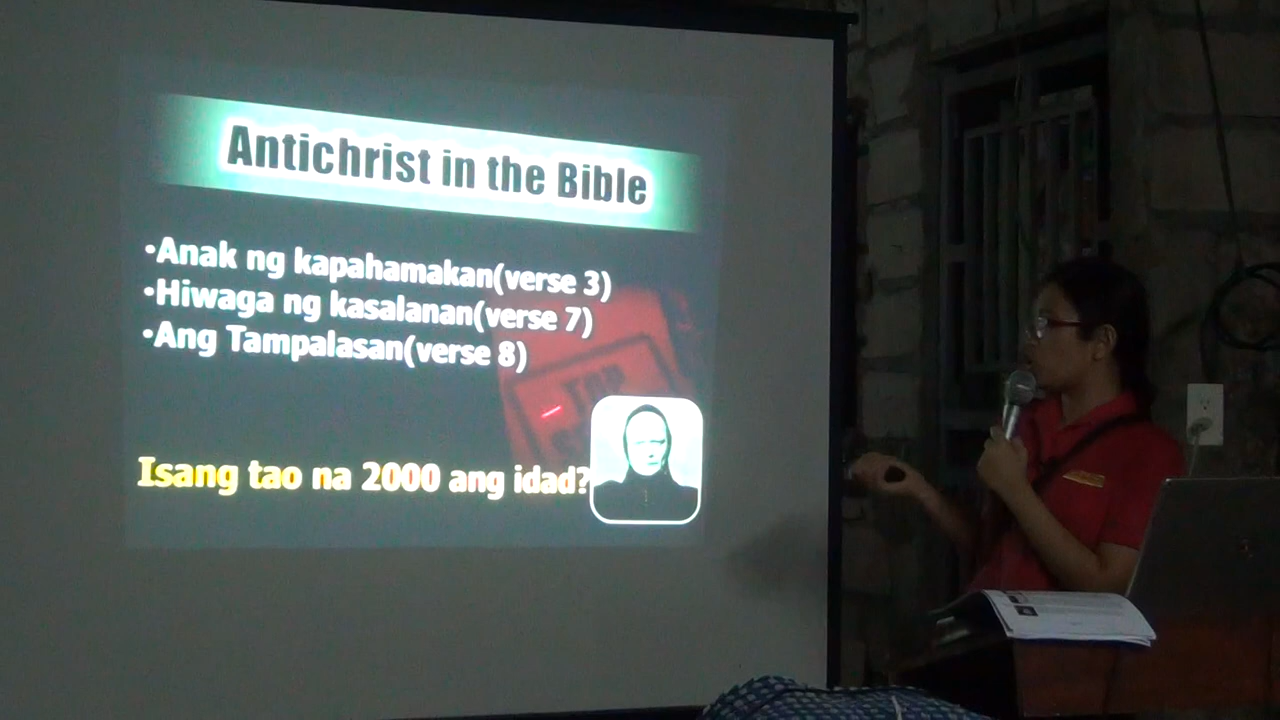 Antichrist in the Bible
•Anak ng kapahamakan(verse 3)
•Hiwaga ng kasalanan(verse 7)
•Ang Tampalasan(verse 8)
TOP
Isang tao na 2000 ang idad?